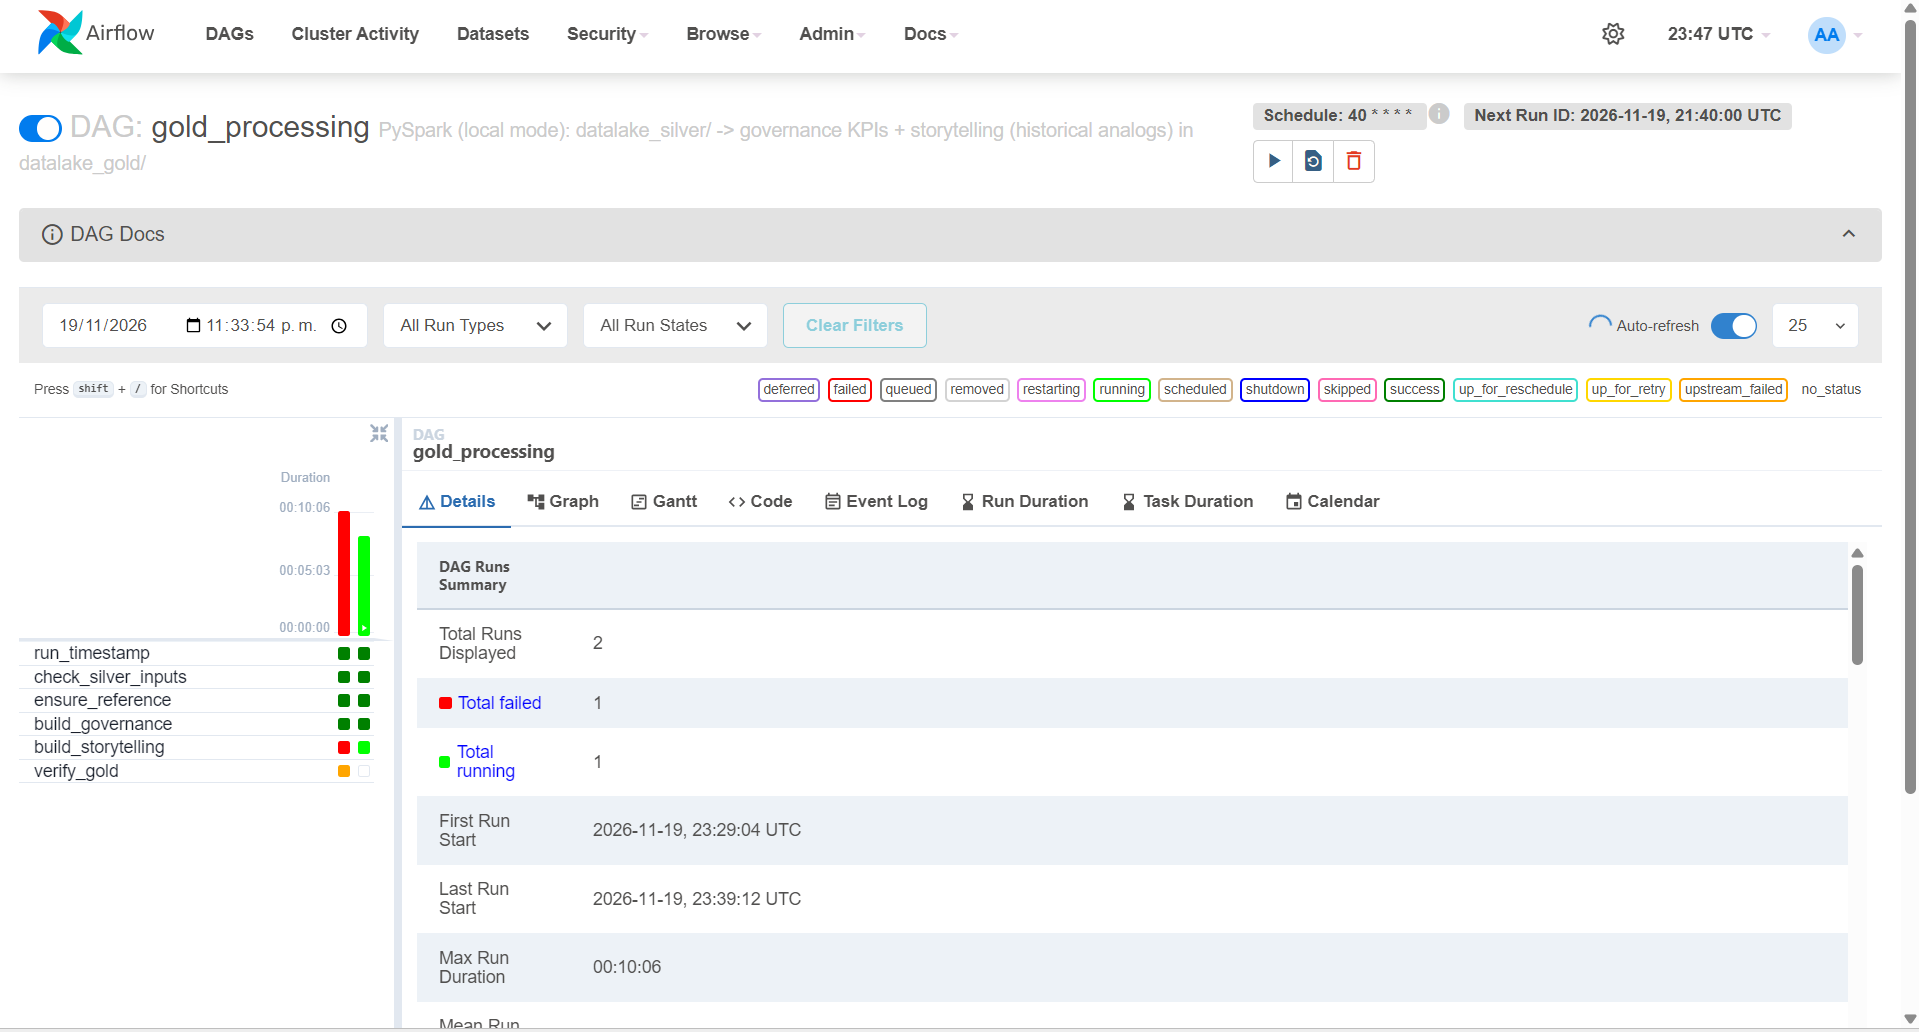 Airflow DAGs Cluster Activity Datasets Security Browse Admin Docs 23:47 UTC AA
DAG: gold_processing PySpark (local mode): datalake_silver/ -> governance KPIs + storytelling (historical analogs) in
datalake_gold/
Schedule: 40 * * * * Next Run ID: 2026-11-19, 21:40:00 UTC
DAG Docs
19/11/2026 11:33:54 p. m. All Run Types All Run States Clear Filters Auto-refresh 25
Press shift + / for Shortcuts
deferred failed queued removed restarting running scheduled shutdown skipped success up_for_reschedule up_for_retry upstream_failed no_status
Duration
00:10:06
00:05:03
00:00:00
run_timestamp
check_silver_inputs
ensure_reference
build_governance
build_storytelling
verify_gold
DAG
gold_processing
Details Graph Gantt Code Event Log Run Duration Task Duration Calendar
DAG Runs
Summary
Total Runs
Displayed
2
Total failed 1
Total
running
1
First Run
Start
2026-11-19, 23:29:04 UTC
Last Run
Start
2026-11-19, 23:39:12 UTC
Max Run
Duration
00:10:06
Mean Run